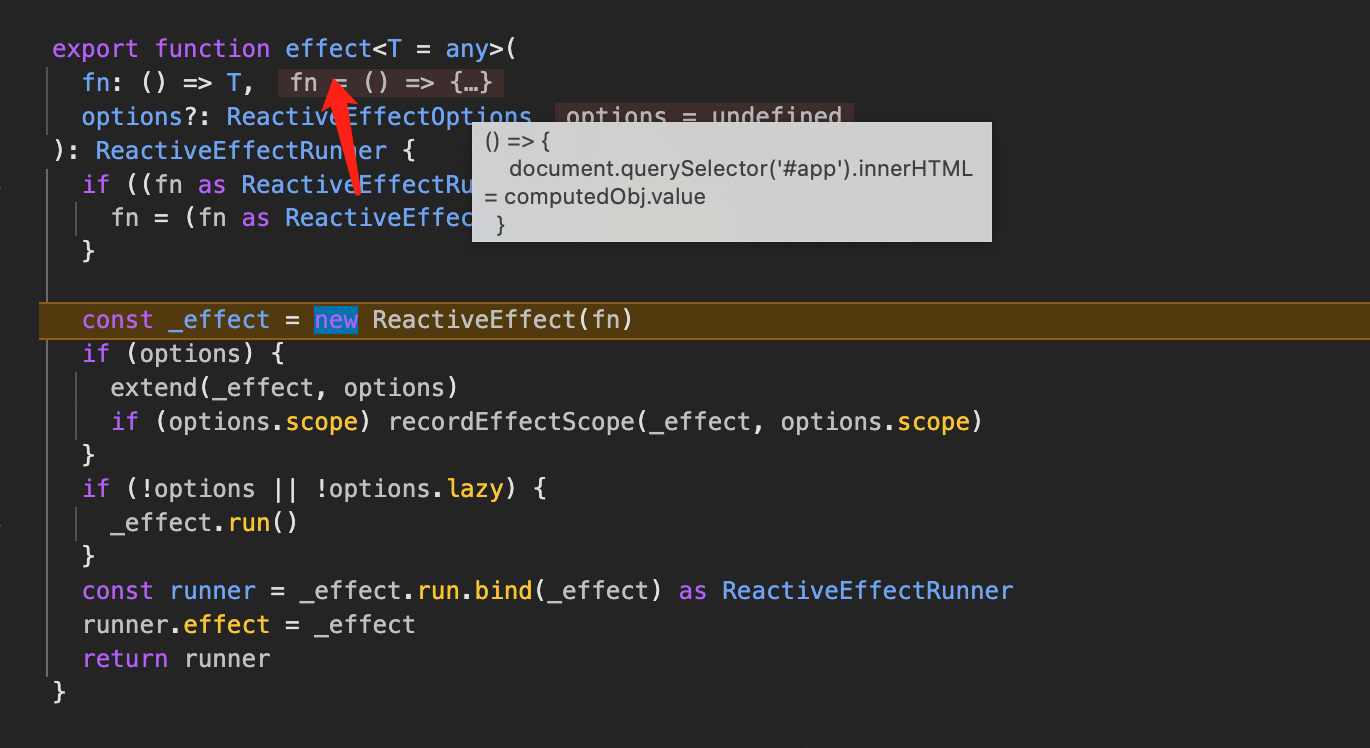 export function effect<T = any>(
  fn: () => T,  fn = () => {…}
  options?: ReactiveEffectOptions  options = undefined
): ReactiveEffectRunner {
  if ((fn as ReactiveEffectRu
    fn = (fn as ReactiveEffec
  }
() => {
    document.querySelector('#app').innerHTML
= computedObj.value
  }
  const _effect = new ReactiveEffect(fn)
  if (options) {
    extend(_effect, options)
    if (options.scope) recordEffectScope(_effect, options.scope)
  }
  if (!options || !options.lazy) {
    _effect.run()
  }
  const runner = _effect.run.bind(_effect) as ReactiveEffectRunner
  runner.effect = _effect
  return runner
}